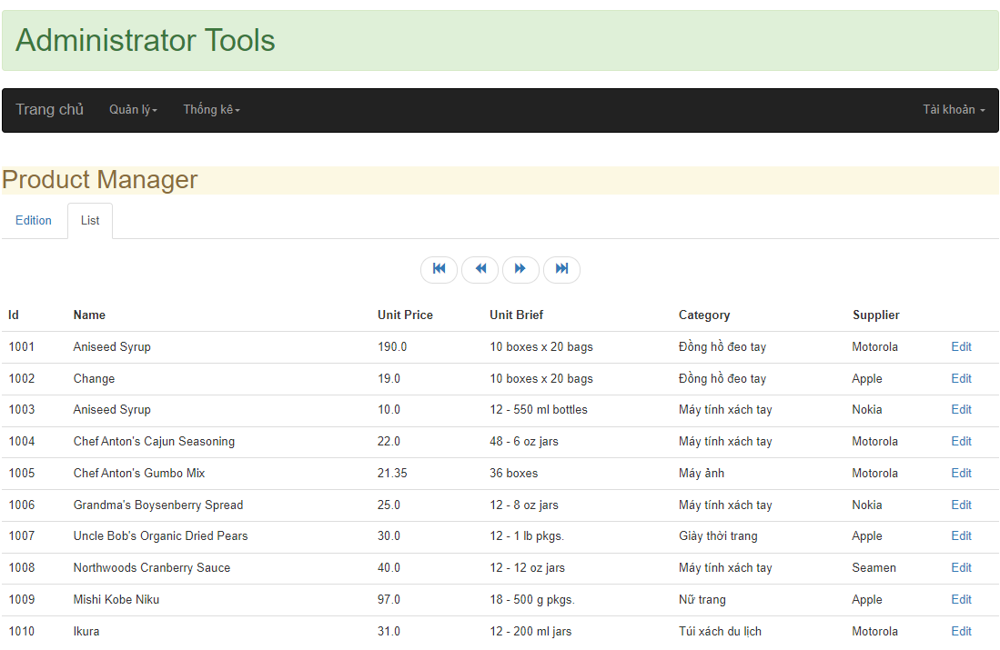 Administrator Tools
Trang chủ Quản lý Thống kê Tài khoản
Product Manager
Edition List
Id Name Unit Price Unit Brief Category Supplier
1001 Aniseed Syrup 190.0 10 boxes x 20 bags Đồng hồ đeo tay Motorola Edit
1002 Change 19.0 10 boxes x 20 bags Đồng hồ đeo tay Apple Edit
1003 Aniseed Syrup 10.0 12 - 550 ml bottles Máy tính xách tay Nokia Edit
1004 Chef Anton's Cajun Seasoning 22.0 48 - 6 oz jars Máy tính xách tay Motorola Edit
1005 Chef Anton's Gumbo Mix 21.35 36 boxes Máy ảnh Motorola Edit
1006 Grandma's Boysenberry Spread 25.0 12 - 8 oz jars Máy tính xách tay Nokia Edit
1007 Uncle Bob's Organic Dried Pears 30.0 12 - 1 lb pkgs. Giày thời trang Apple Edit
1008 Northwoods Cranberry Sauce 40.0 12 - 12 oz jars Máy tính xách tay Seamen Edit
1009 Mishi Kobe Niku 97.0 18 - 500 g pkgs. Nữ trang Apple Edit
1010 Ikura 31.0 12 - 200 ml jars Túi xách du lịch Motorola Edit